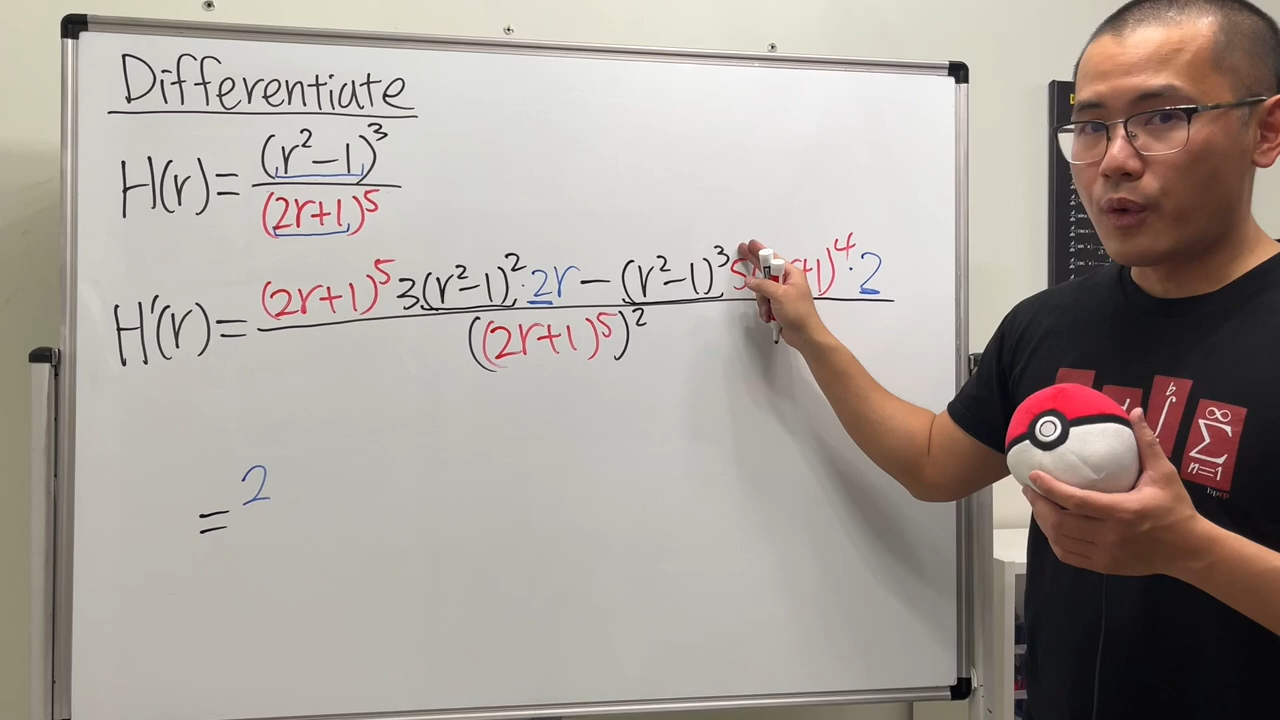 Differentiate
H(r) = (r² − 1)³ / (2r+1)⁵
H'(r) = (2r+1)⁵ 3(r²−1)² · 2r − (r²−1)³ 5( +1)⁴ · 2 / ((2r+1)⁵)²
= 2
b
∫
∞
Σ
n=1